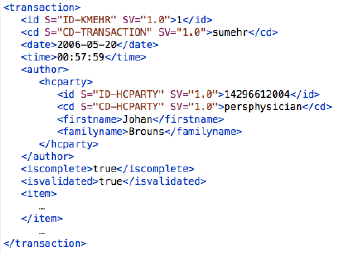 <transaction>
<id S="ID-KMEHR" SV="1.0">1</id>
<cd S="CD-TRANSACTION" SV="1.0">sumehr</cd>
<date>2006-05-20</date>
<time>00:57:59</time>
<author>
<hcparty>
<id S="ID-HCPARTY" SV="1.0">14296612004</id>
<cd S="CD-HCPARTY" SV="1.0">persphysician</cd>
<firstname>Johan</firstname>
<familyname>Brouns</familyname>
</hcparty>
</author>
<iscomplete>true</iscomplete>
<isvalidated>true</isvalidated>
<item>
…
</item>
…
</transaction>